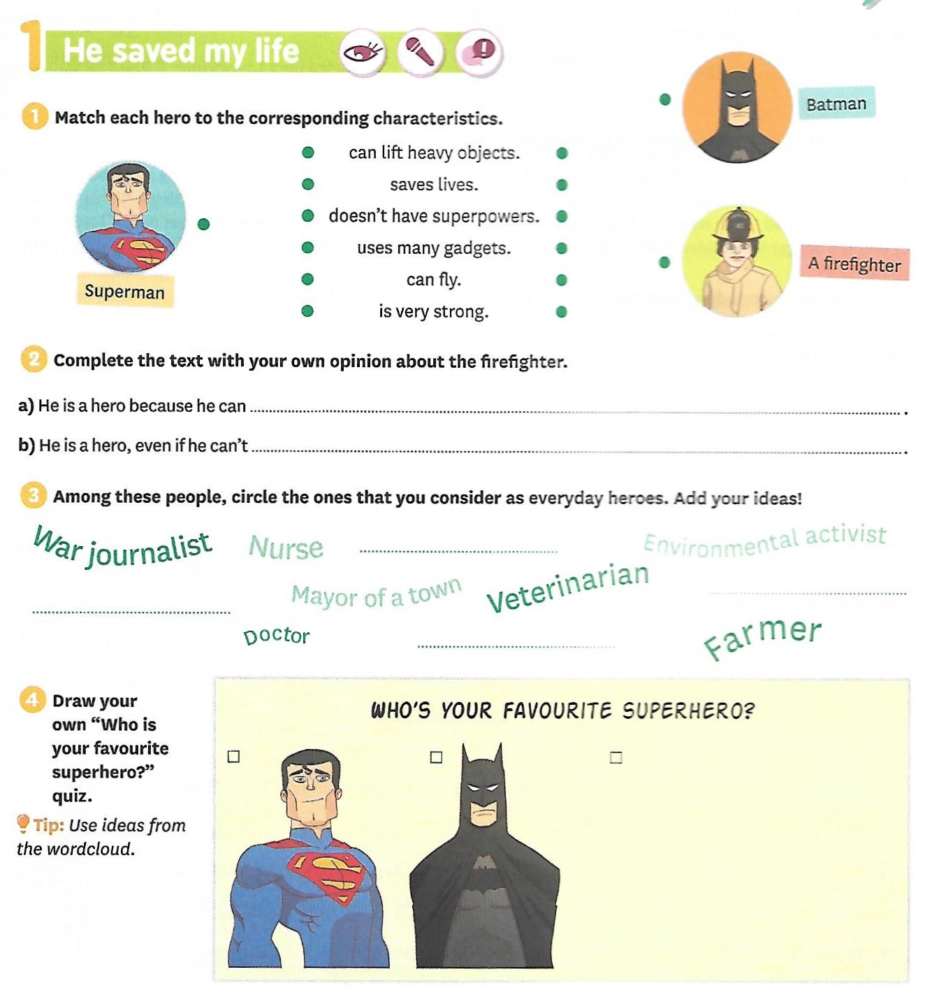 1 He saved my life
1 Match each hero to the corresponding characteristics.
Superman
can lift heavy objects.
saves lives.
doesn't have superpowers.
uses many gadgets.
can fly.
is very strong.
Batman
A firefighter
2 Complete the text with your own opinion about the firefighter.
a) He is a hero because he can .
b) He is a hero, even if he can't .
3 Among these people, circle the ones that you consider as everyday heroes. Add your ideas!
War journalist
Nurse
Environmental activist
Mayor of a town
Veterinarian
Doctor
Farmer
4 Draw your
own “Who is
your favourite
superhero?”
quiz.
Tip: Use ideas from
the wordcloud.
WHO'S YOUR FAVOURITE SUPERHERO?